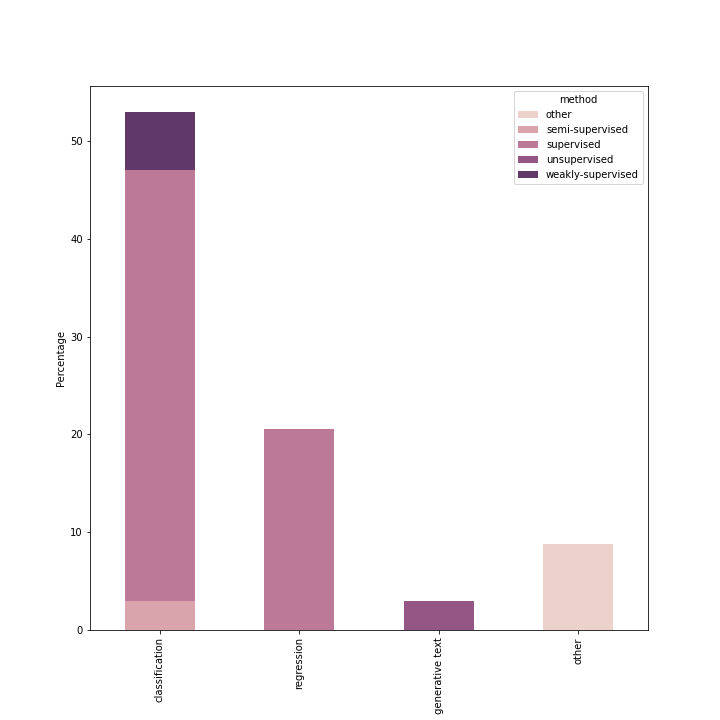 method
other
semi-supervised
supervised
unsupervised
weakly-supervised
Percentage
50
40
30
20
10
0
classification
regression
generative text
other